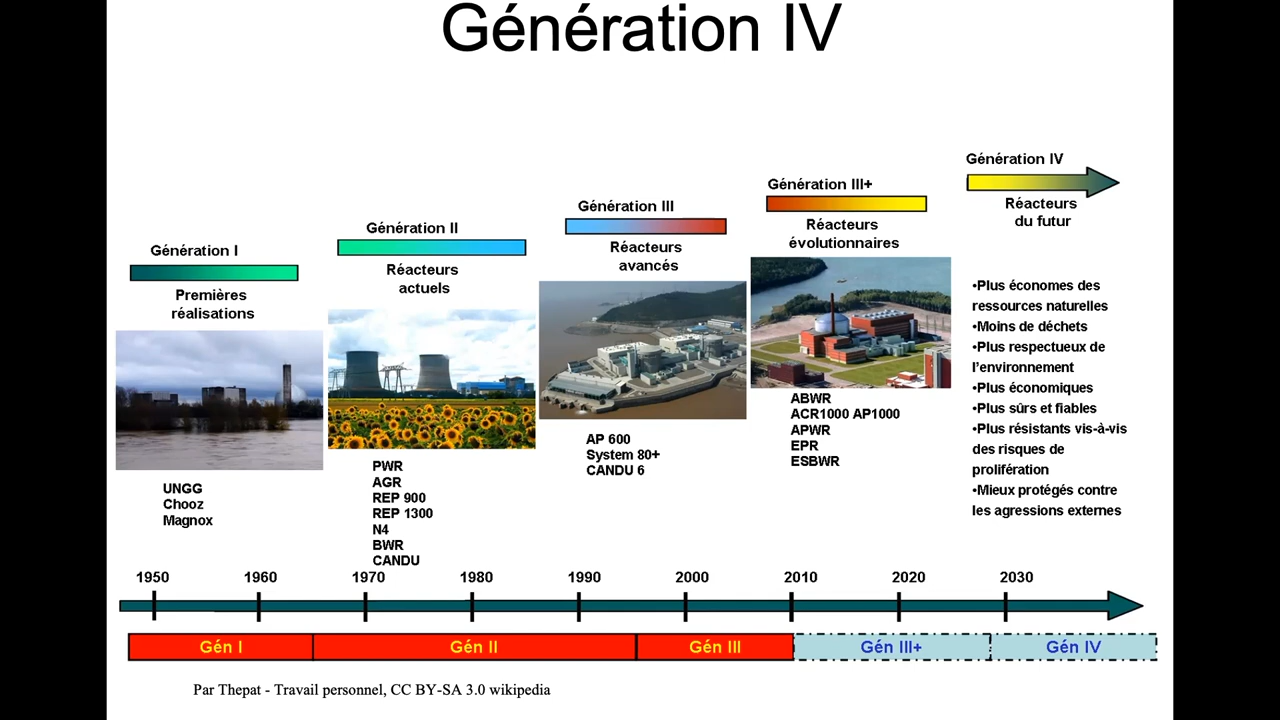 Génération IV
Génération I
Premières
réalisations
UNGG
Chooz
Magnox
Génération II
Réacteurs
actuels
PWR
AGR
REP 900
REP 1300
N4
BWR
CANDU
Génération III
Réacteurs
avancés
AP 600
System 80+
CANDU 6
Génération III+
Réacteurs
évolutionnaires
ABWR
ACR1000 AP1000
APWR
EPR
ESBWR
Génération IV
Réacteurs
du futur
•Plus économes des
ressources naturelles
•Moins de déchets
•Plus respectueux de
l'environnement
•Plus économiques
•Plus sûrs et fiables
•Plus résistants vis-à-vis
des risques de
prolifération
•Mieux protégés contre
les agressions externes
1950 1960 1970 1980 1990 2000 2010 2020 2030
Gén I Gén II Gén III Gén III+ Gén IV
Par Thepat - Travail personnel, CC BY-SA 3.0 wikipedia